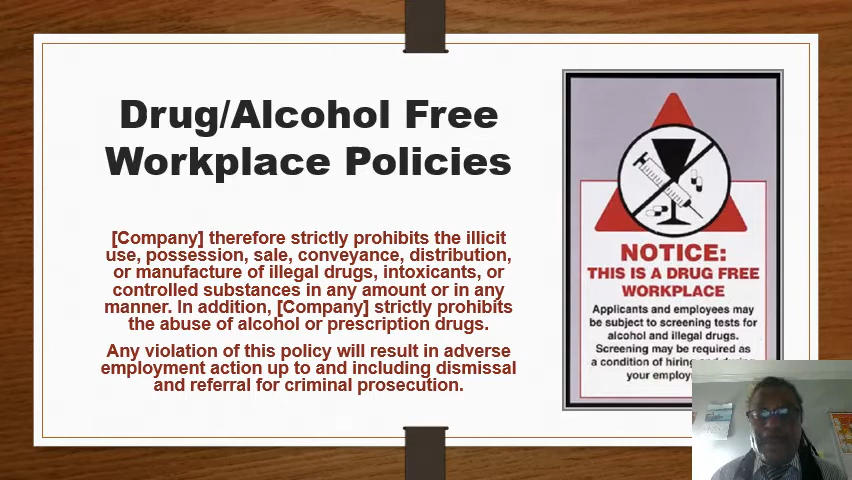 Drug/Alcohol Free
Workplace Policies
[Company] therefore strictly prohibits the illicit
use, possession, sale, conveyance, distribution,
or manufacture of illegal drugs, intoxicants, or
controlled substances in any amount or in any
manner. In addition, [Company] strictly prohibits
the abuse of alcohol or prescription drugs.
Any violation of this policy will result in adverse
employment action up to and including dismissal
and referral for criminal prosecution.
NOTICE:
THIS IS A DRUG FREE
WORKPLACE
Applicants and employees may
be subject to screening tests for
alcohol and illegal drugs.
Screening may be required as
a condition of hiring
your